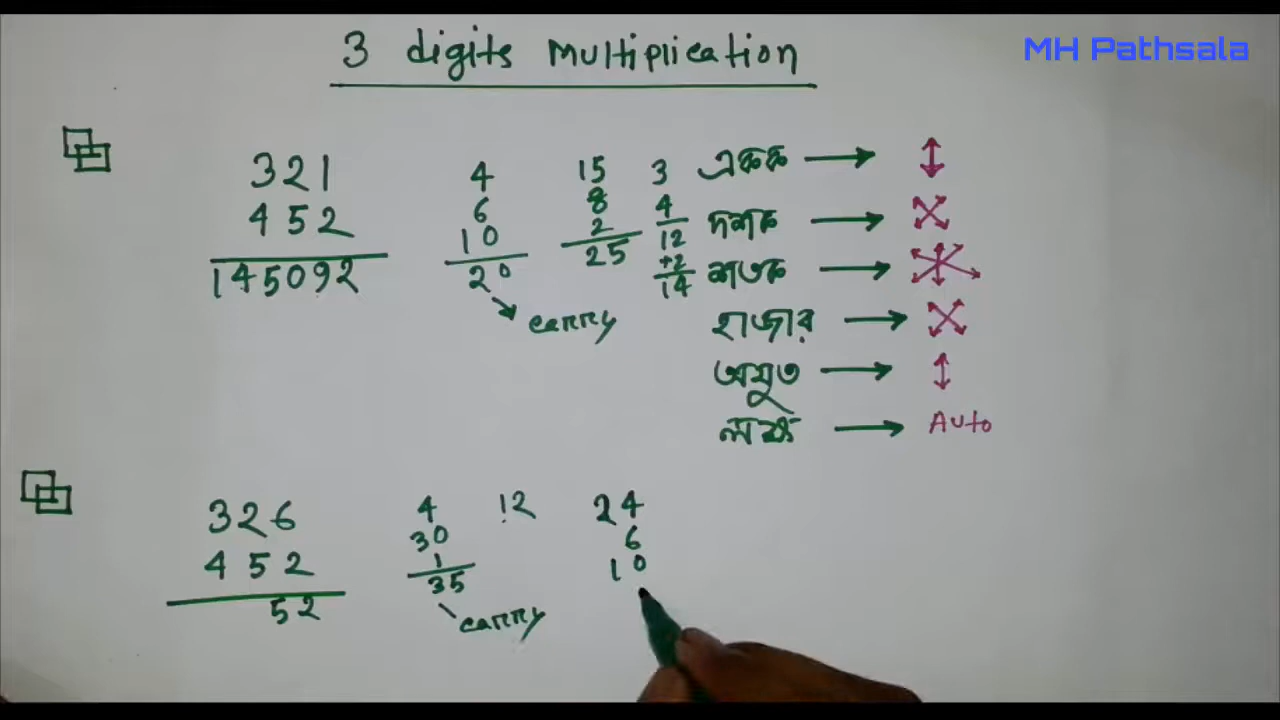 3 digits multiplication
MH Pathsala
321
452
145092
4
6
10
20
carry
15
8
2
25
3
4
12
+2
14
একক
দশক
শতক
হাজার
অযুত
লক্ষ
Auto
326
452
52
4
30
1
35
carry
12
24
6
10